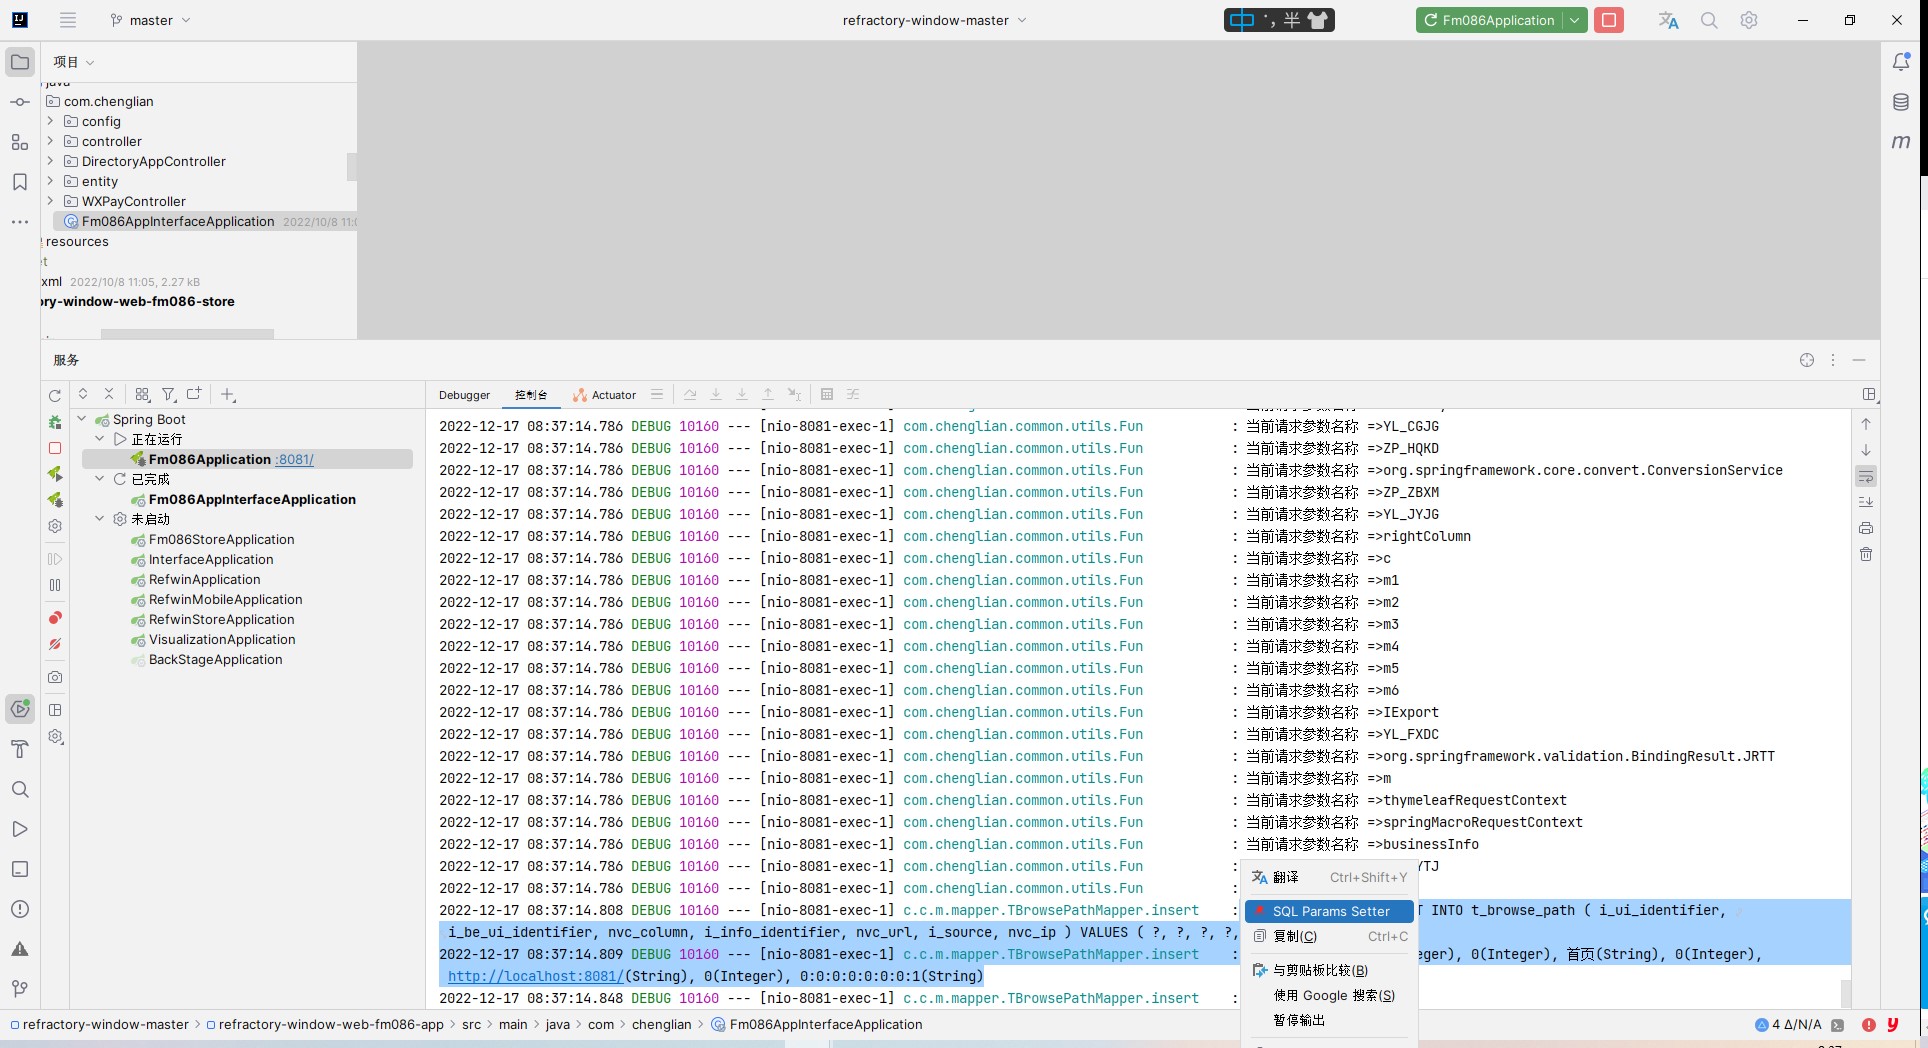 master
refractory-window-master
中 ·, 半
Fm086Application
项目
java
com.chenglian
config
controller
DirectoryAppController
entity
WXPayController
Fm086AppInterfaceApplication 2022/10/8 11:0
resources
xml 2022/10/8 11:05, 2.27 kB
ory-window-web-fm086-store
m
服务
Debugger 控制台 Actuator
Spring Boot
正在运行
Fm086Application :8081/
已完成
Fm086AppInterfaceApplication
未启动
Fm086StoreApplication
InterfaceApplication
RefwinApplication
RefwinMobileApplication
RefwinStoreApplication
VisualizationApplication
BackStageApplication
2022-12-17 08:37:14.786 DEBUG 10160 --- [nio-8081-exec-1] com.chenglian.common.utils.Fun : 当前请求参数名称 =>YL_CGJG
2022-12-17 08:37:14.786 DEBUG 10160 --- [nio-8081-exec-1] com.chenglian.common.utils.Fun : 当前请求参数名称 =>ZP_HQKD
2022-12-17 08:37:14.786 DEBUG 10160 --- [nio-8081-exec-1] com.chenglian.common.utils.Fun : 当前请求参数名称 =>org.springframework.core.convert.ConversionService
2022-12-17 08:37:14.786 DEBUG 10160 --- [nio-8081-exec-1] com.chenglian.common.utils.Fun : 当前请求参数名称 =>ZP_ZBXM
2022-12-17 08:37:14.786 DEBUG 10160 --- [nio-8081-exec-1] com.chenglian.common.utils.Fun : 当前请求参数名称 =>YL_JYJG
2022-12-17 08:37:14.786 DEBUG 10160 --- [nio-8081-exec-1] com.chenglian.common.utils.Fun : 当前请求参数名称 =>rightColumn
2022-12-17 08:37:14.786 DEBUG 10160 --- [nio-8081-exec-1] com.chenglian.common.utils.Fun : 当前请求参数名称 =>c
2022-12-17 08:37:14.786 DEBUG 10160 --- [nio-8081-exec-1] com.chenglian.common.utils.Fun : 当前请求参数名称 =>m1
2022-12-17 08:37:14.786 DEBUG 10160 --- [nio-8081-exec-1] com.chenglian.common.utils.Fun : 当前请求参数名称 =>m2
2022-12-17 08:37:14.786 DEBUG 10160 --- [nio-8081-exec-1] com.chenglian.common.utils.Fun : 当前请求参数名称 =>m3
2022-12-17 08:37:14.786 DEBUG 10160 --- [nio-8081-exec-1] com.chenglian.common.utils.Fun : 当前请求参数名称 =>m4
2022-12-17 08:37:14.786 DEBUG 10160 --- [nio-8081-exec-1] com.chenglian.common.utils.Fun : 当前请求参数名称 =>m5
2022-12-17 08:37:14.786 DEBUG 10160 --- [nio-8081-exec-1] com.chenglian.common.utils.Fun : 当前请求参数名称 =>m6
2022-12-17 08:37:14.786 DEBUG 10160 --- [nio-8081-exec-1] com.chenglian.common.utils.Fun : 当前请求参数名称 =>IExport
2022-12-17 08:37:14.786 DEBUG 10160 --- [nio-8081-exec-1] com.chenglian.common.utils.Fun : 当前请求参数名称 =>YL_FXDC
2022-12-17 08:37:14.786 DEBUG 10160 --- [nio-8081-exec-1] com.chenglian.common.utils.Fun : 当前请求参数名称 =>org.springframework.validation.BindingResult.JRTT
2022-12-17 08:37:14.786 DEBUG 10160 --- [nio-8081-exec-1] com.chenglian.common.utils.Fun : 当前请求参数名称 =>m
2022-12-17 08:37:14.786 DEBUG 10160 --- [nio-8081-exec-1] com.chenglian.common.utils.Fun : 当前请求参数名称 =>thymeleafRequestContext
2022-12-17 08:37:14.786 DEBUG 10160 --- [nio-8081-exec-1] com.chenglian.common.utils.Fun : 当前请求参数名称 =>springMacroRequestContext
2022-12-17 08:37:14.786 DEBUG 10160 --- [nio-8081-exec-1] com.chenglian.common.utils.Fun : 当前请求参数名称 =>businessInfo
2022-12-17 08:37:14.786 DEBUG 10160 --- [nio-8081-exec-1] com.chenglian.common.utils.Fun : YTJ
2022-12-17 08:37:14.786 DEBUG 10160 --- [nio-8081-exec-1] com.chenglian.common.utils.Fun :
2022-12-17 08:37:14.808 DEBUG 10160 --- [nio-8081-exec-1] c.c.m.mapper.TBrowsePathMapper.insert : T INTO t_browse_path ( i_ui_identifier,
i_be_ui_identifier, nvc_column, i_info_identifier, nvc_url, i_source, nvc_ip ) VALUES ( ?, ?, ?, ?,
2022-12-17 08:37:14.809 DEBUG 10160 --- [nio-8081-exec-1] c.c.m.mapper.TBrowsePathMapper.insert : eger), 0(Integer), 首页(String), 0(Integer),
http://localhost:8081/(String), 0(Integer), 0:0:0:0:0:0:0:1(String)
2022-12-17 08:37:14.848 DEBUG 10160 --- [nio-8081-exec-1] c.c.m.mapper.TBrowsePathMapper.insert :
翻译 Ctrl+Shift+Y
SQL Params Setter
复制(C) Ctrl+C
与剪贴板比较(B)
使用 Google 搜索(S)
暂停输出
refractory-window-master > refractory-window-web-fm086-app > src > main > java > com > chenglian > Fm086AppInterfaceApplication
4 Δ/N/A